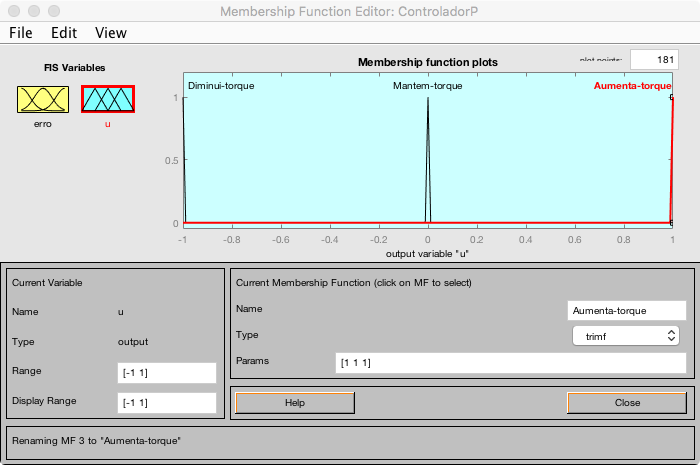 Membership Function Editor: ControladorP
File Edit View
FIS Variables
erro
u
Membership function plots
plot points:
181
Diminui-torque
Mantem-torque
Aumenta-torque
1
0.5
0
-1 -0.8 -0.6 -0.4 -0.2 0 0.2 0.4 0.6 0.8 1
output variable "u"
Current Variable
Name u
Type output
Range [-1 1]
Display Range [-1 1]
Current Membership Function (click on MF to select)
Name Aumenta-torque
Type trimf
Params [1 1 1]
Help Close
Renaming MF 3 to "Aumenta-torque"